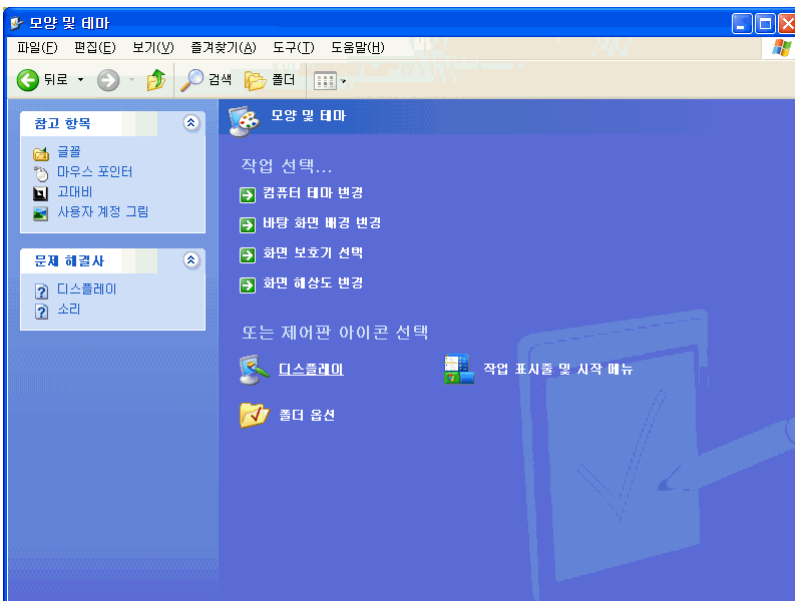 모양 및 테마
파일(F) 편집(E) 보기(V) 즐겨찾기(A) 도구(T) 도움말(H)
뒤로 검색 폴더
참고 항목
글꼴
마우스 포인터
고대비
사용자 계정 그림
문제 해결사
디스플레이
소리
모양 및 테마
작업 선택...
컴퓨터 테마 변경
바탕 화면 배경 변경
화면 보호기 선택
화면 해상도 변경
또는 제어판 아이콘 선택
디스플레이 작업 표시줄 및 시작 메뉴
폴더 옵션